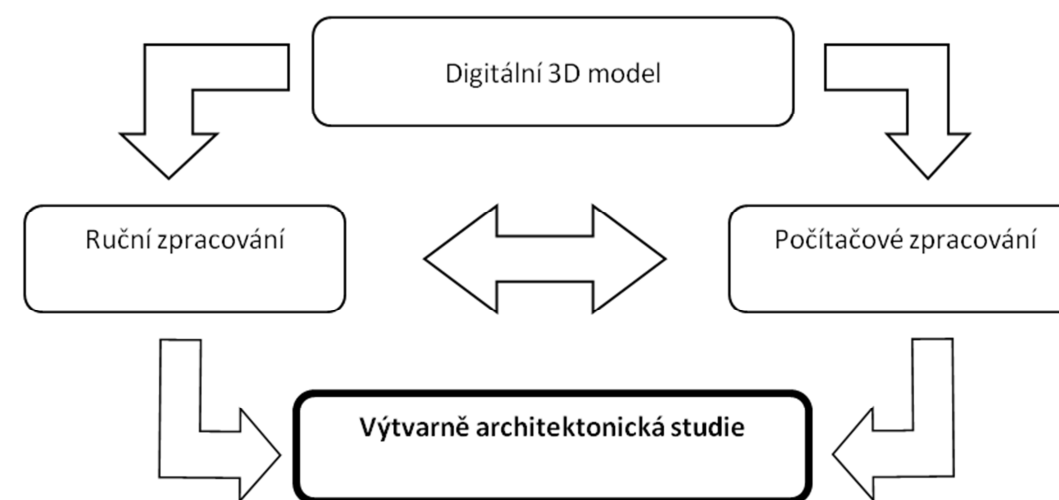 Digitální 3D model
Ruční zpracování
Počítačové zpracování
Výtvarně architektonická studie